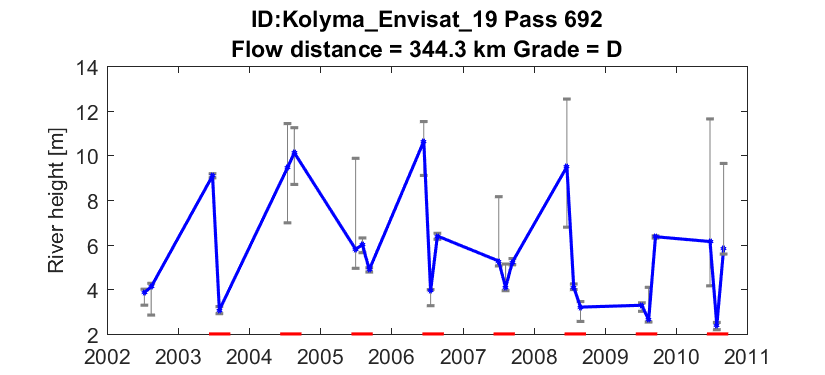 ID:Kolyma_Envisat_19 Pass 692
Flow distance = 344.3 km Grade = D
River height [m]
14
12
10
8
6
4
2
2002 2003 2004 2005 2006 2007 2008 2009 2010 2011